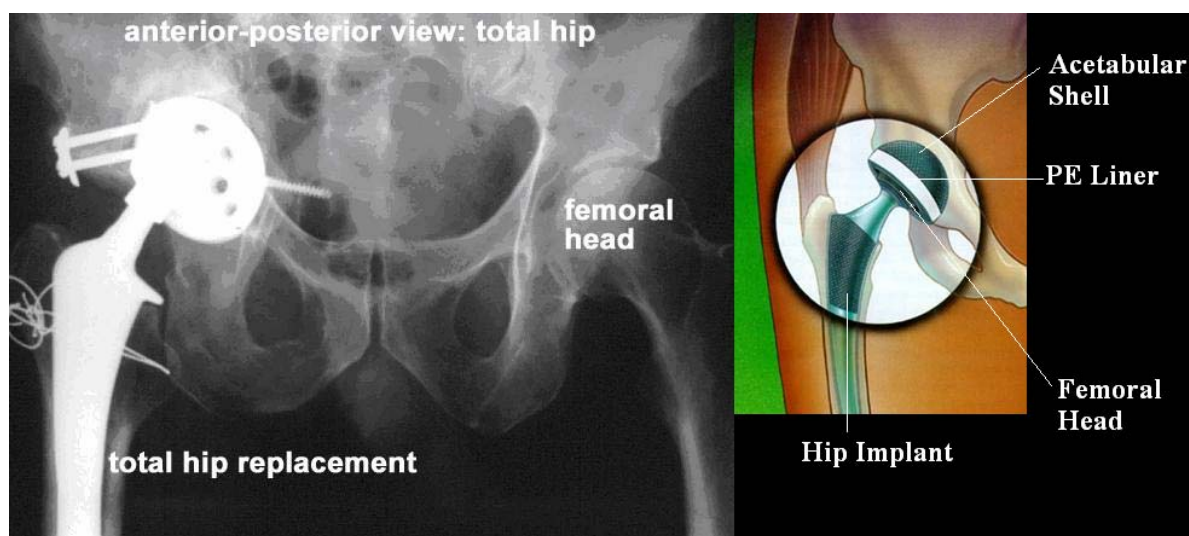 anterior-posterior view: total hip
femoral
head
total hip replacement
Acetabular
Shell
PE Liner
Femoral
Head
Hip Implant